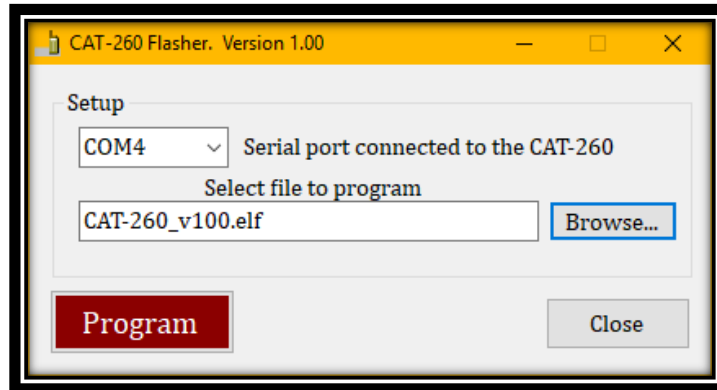 CAT-260 Flasher. Version 1.00
Setup
COM4 Serial port connected to the CAT-260
Select file to program
CAT-260_v100.elf Browse...
Program Close